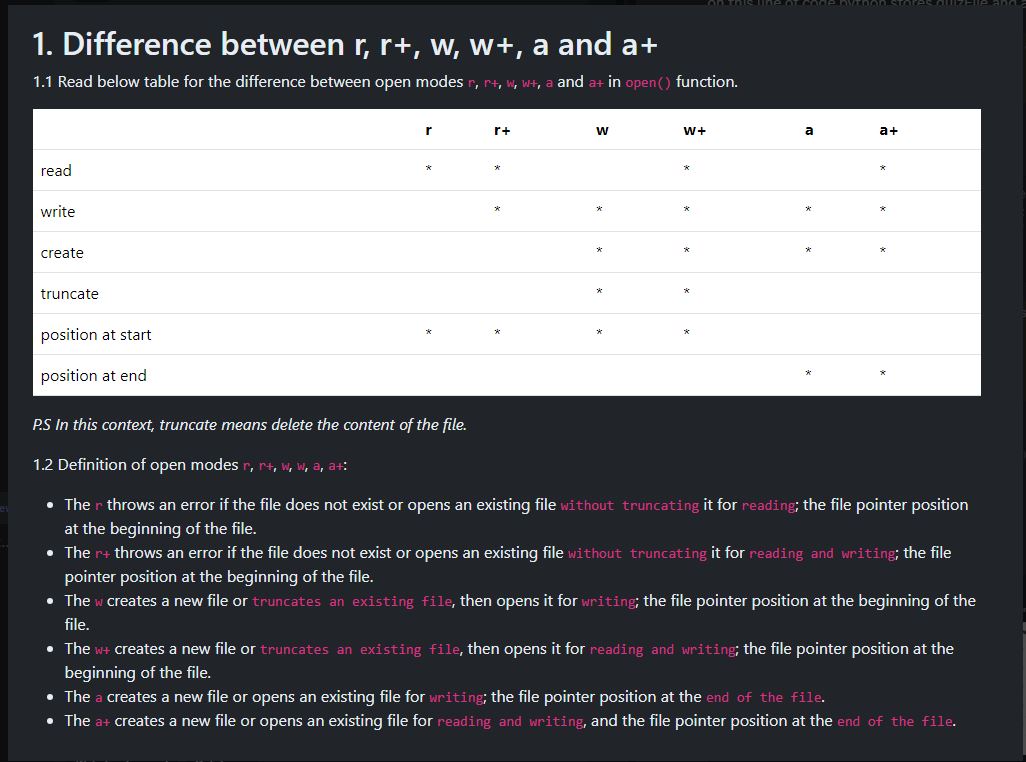 on this line of code python stores quizFile and a
1. Difference between r, r+, w, w+, a and a+
1.1 Read below table for the difference between open modes r, r+, w, w+, a and a+ in open() function.
r r+ w w+ a a+
read * * * *
write * * * * *
create * * * *
truncate * *
position at start * * * *
position at end * *
P.S In this context, truncate means delete the content of the file.
1.2 Definition of open modes r, r+, w, w, a, a+:
• The r throws an error if the file does not exist or opens an existing file without truncating it for reading; the file pointer position
at the beginning of the file.
• The r+ throws an error if the file does not exist or opens an existing file without truncating it for reading and writing; the file
pointer position at the beginning of the file.
• The w creates a new file or truncates an existing file, then opens it for writing; the file pointer position at the beginning of the
file.
• The w+ creates a new file or truncates an existing file, then opens it for reading and writing; the file pointer position at the
beginning of the file.
• The a creates a new file or opens an existing file for writing; the file pointer position at the end of the file.
• The a+ creates a new file or opens an existing file for reading and writing, and the file pointer position at the end of the file.